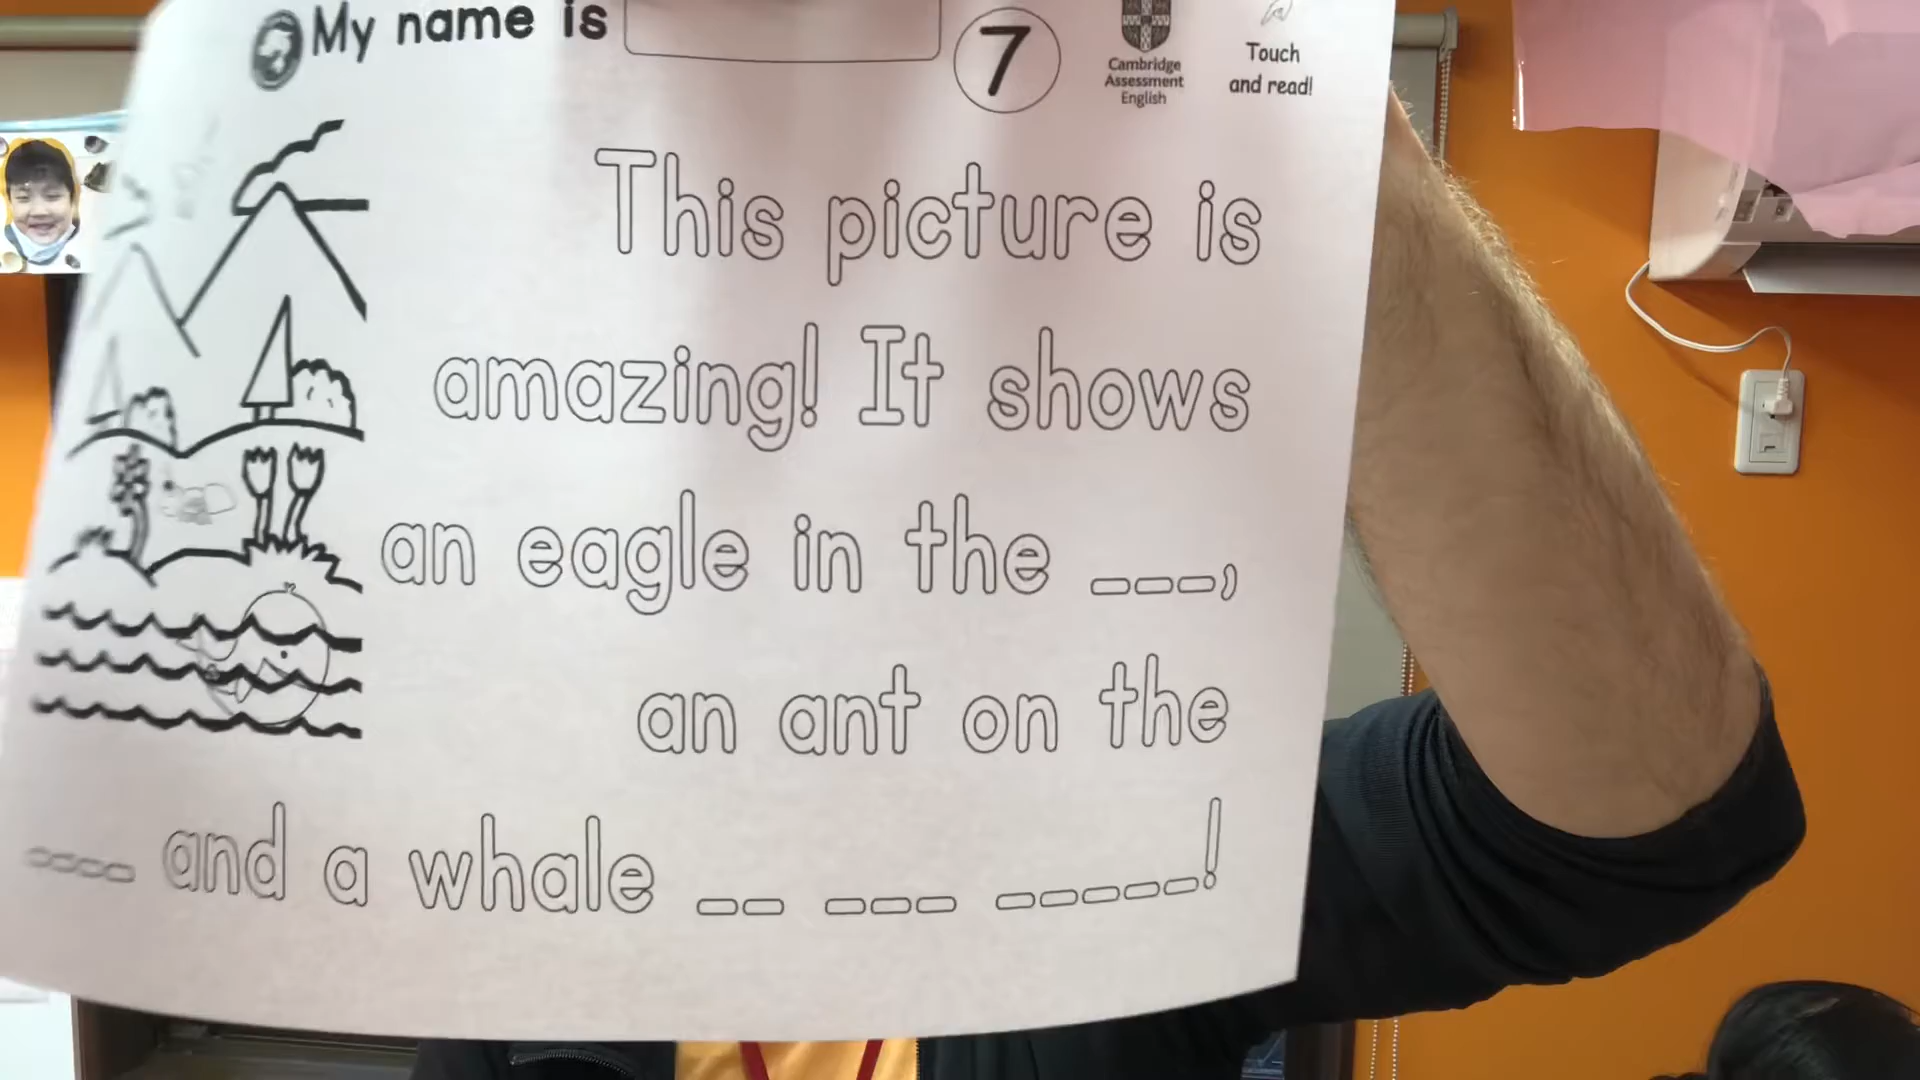 My name is
7
Cambridge
Assessment
English
Touch
and read!
This picture is
amazing! It shows
an eagle in the ___,
an ant on the
____ and a whale __ ___ _____!